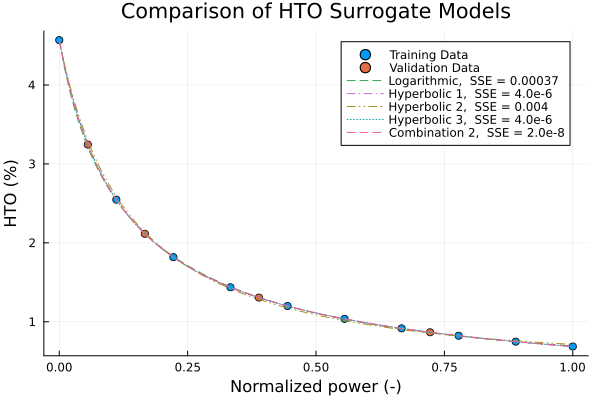 Comparison of HTO Surrogate Models
HTO (%)
4
3
2
1
Training Data
Validation Data
Logarithmic, SSE = 0.00037
Hyperbolic 1, SSE = 4.0e-6
Hyperbolic 2, SSE = 0.004
Hyperbolic 3, SSE = 4.0e-6
Combination 2, SSE = 2.0e-8
0.00 0.25 0.50 0.75 1.00
Normalized power (-)